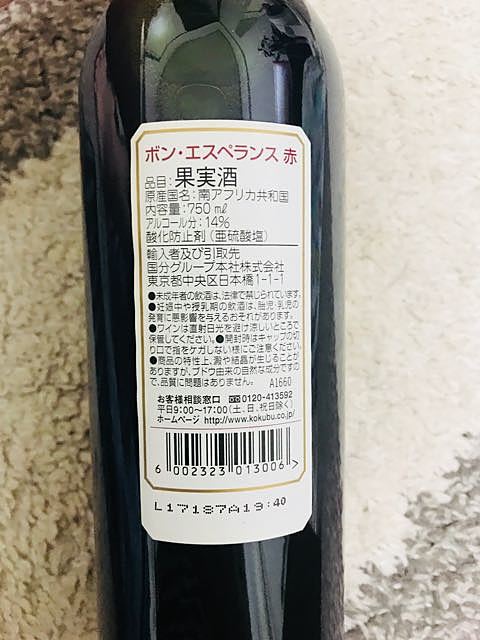 ボン・エスペランス 赤
品目：果実酒
原産国名：南アフリカ共和国
内容量：750㎖
アルコール分：14%
酸化防止剤（亜硫酸塩）
輸入者及び引取先
国分グループ本社株式会社
東京都中央区日本橋1-1-1
●未成年者の飲酒は、法律で禁じられています。
●妊娠中や授乳期の飲酒は、胎児・乳児の
発育に悪影響を与えるおそれがあります。
●ワインは直射日光を避け涼しいところで
保管してください。●開封時はキャップの切
り口で指をケガしない様にご注意ください。
●商品の特性上、澱や結晶が生じることが
あります。ブドウ由来の自然な成分ですの
で、品質に問題はありません。 A1660
お客様相談窓口 0120-413592
平日9:00〜17:00（土、日、祝日除く）
ホームページ http://www.kokubu.co.jp/
6 002323 013006 >
L17187A19:40